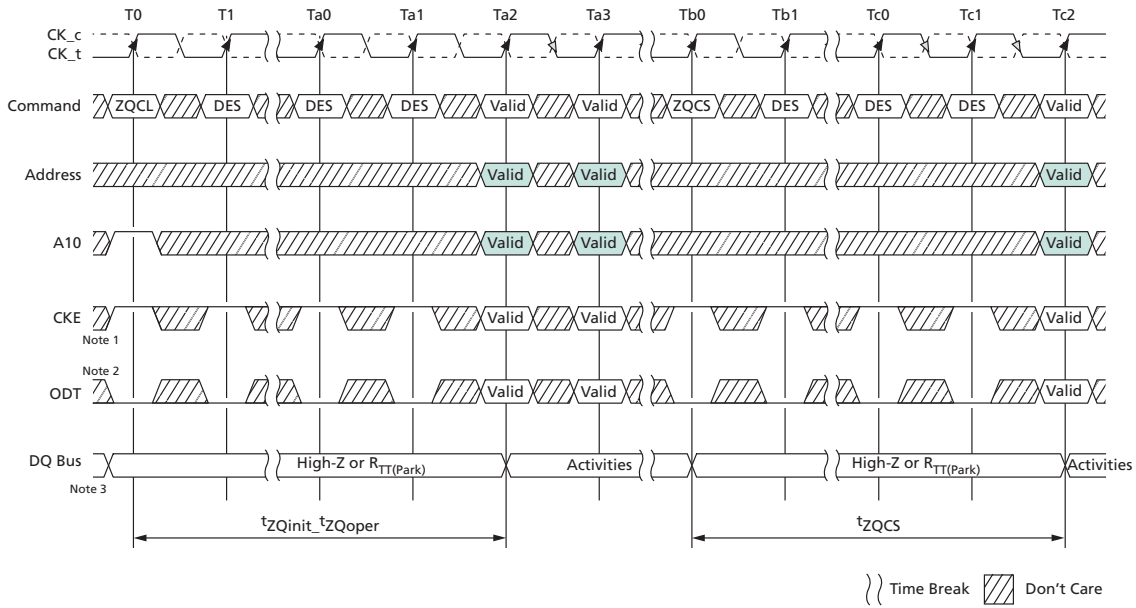 T0 T1 Ta0 Ta1 Ta2 Ta3 Tb0 Tb1 Tc0 Tc1 Tc2
CK_c
CK_t
Command ZQCL DES DES DES Valid Valid ZQCS DES DES DES Valid
Address Valid Valid Valid
A10 Valid Valid Valid
CKE Valid Valid Valid
Note 1
Note 2
ODT Valid Valid Valid
DQ Bus High-Z or RTT(Park) Activities High-Z or RTT(Park) Activities
Note 3
tZQinit_tZQoper tZQCS
Time Break Don't Care